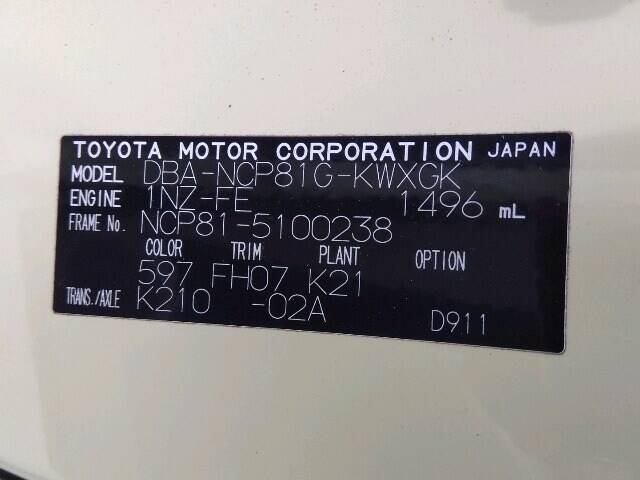 TOYOTA MOTOR CORPORATION JAPAN
MODEL DBA-NCP81G-KWXGK
ENGINE 1NZ-FE 1496 mL
FRAME No. NCP81-5100238
COLOR TRIM PLANT OPTION
597 FH07 K21
TRANS./AXLE K210 -02A D911